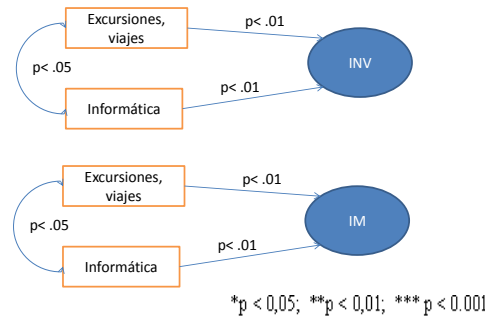 Excursiones,
viajes
p< .01
INV
p< .05
p< .01
Informática
Excursiones,
viajes
p< .01
IM
p< .05
p< .01
Informática
*p < 0,05; **p < 0,01; *** p < 0.001